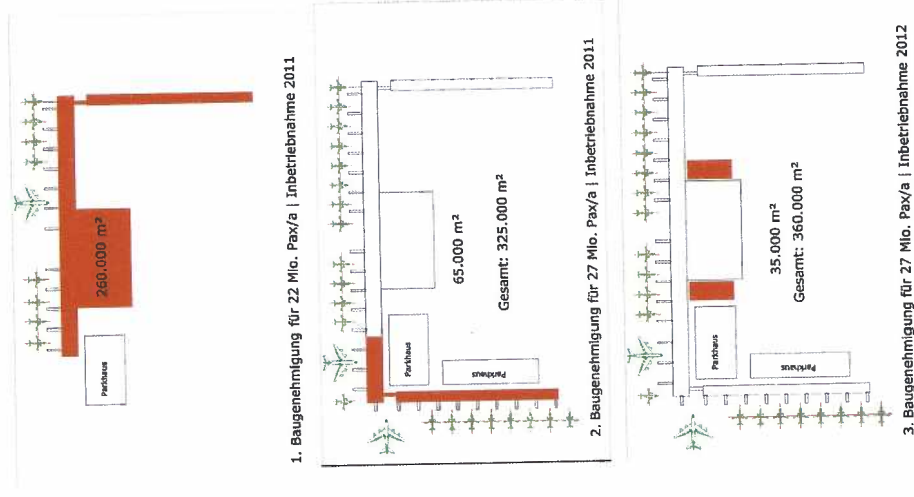 Parkhaus
260.000 m²
1. Baugenehmigung für 22 Mio. Pax/a | Inbetriebnahme 2011
Parkhaus
Parkhaus
65.000 m²
Gesamt: 325.000 m²
2. Baugenehmigung für 27 Mio. Pax/a | Inbetriebnahme 2011
Parkhaus
Parkhaus
35.000 m²
Gesamt: 360.000 m²
3. Baugenehmigung für 27 Mio. Pax/a | Inbetriebnahme 2012